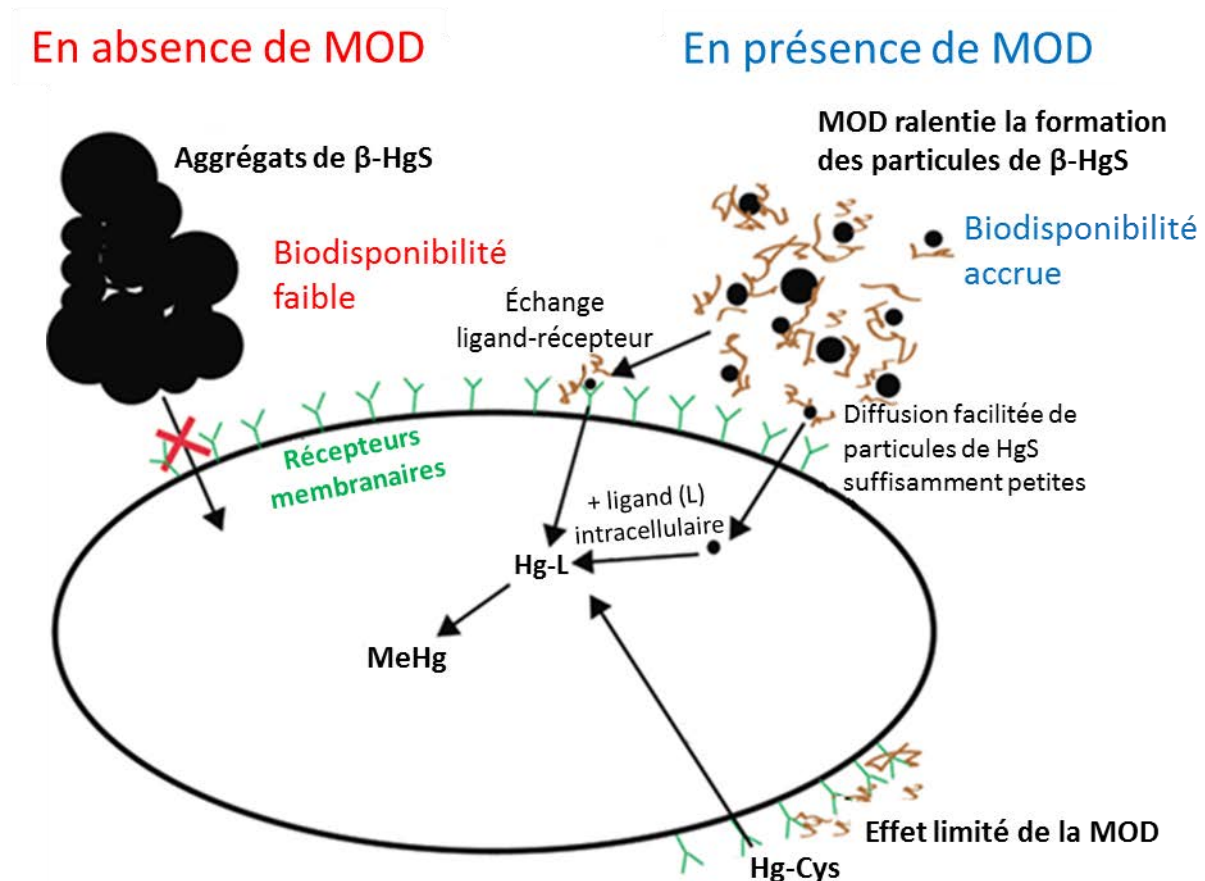 En absence de MOD
En présence de MOD
Aggrégats de β-HgS
MOD ralentie la formation
des particules de β-HgS
Biodisponibilité
faible
Biodisponibilité
accrue
Échange
ligand-récepteur
Récepteurs
membranaires
Diffusion facilitée de
particules de HgS
suffisamment petites
+ ligand (L)
intracellulaire
Hg-L
MeHg
Effet limité de la MOD
Hg-Cys